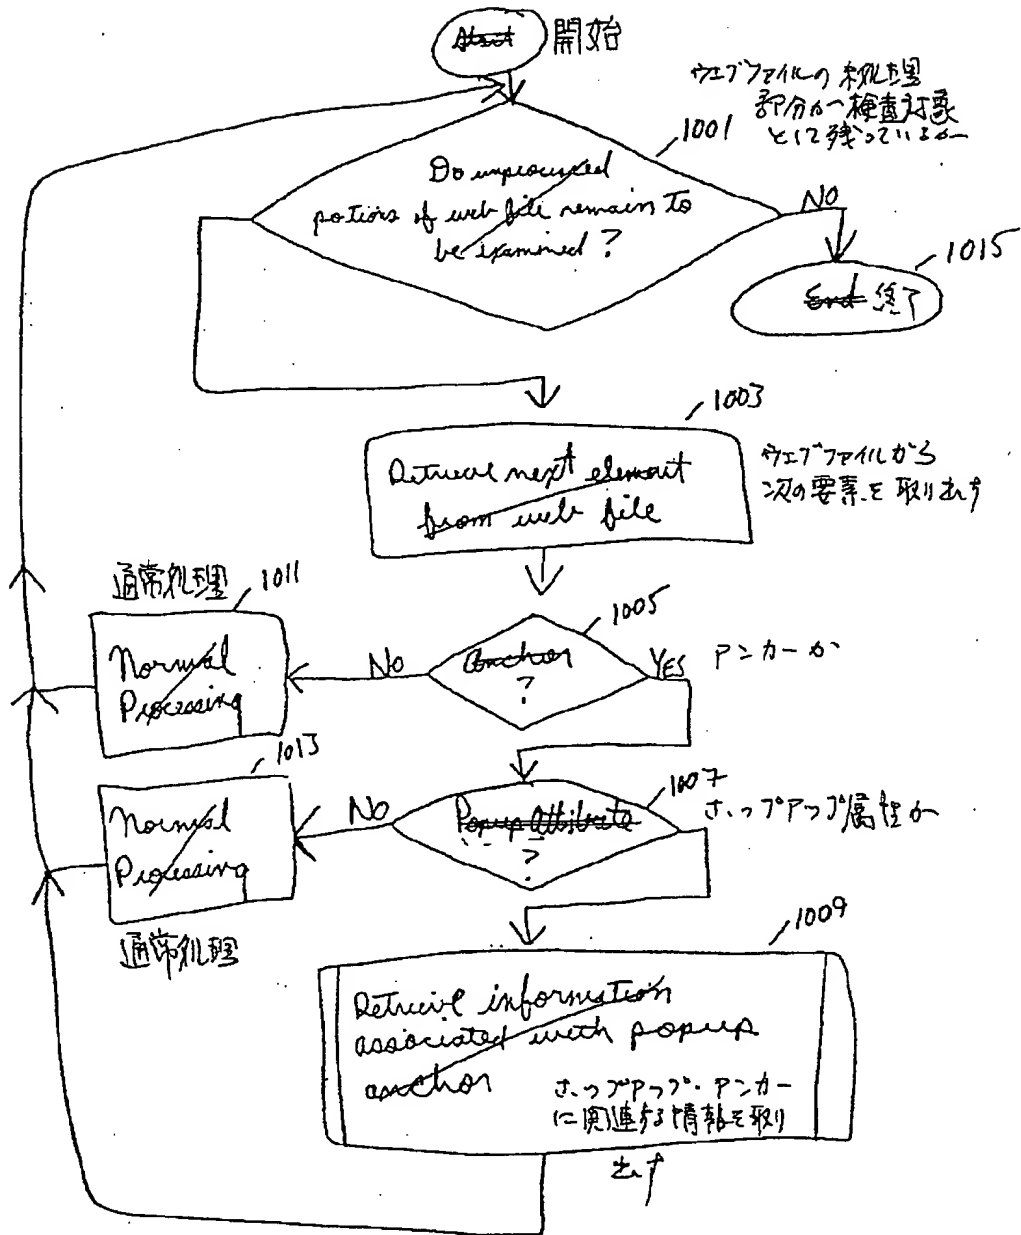 Start 開始
ウェブファイルの未処理
部分が検査対象
として残っているか
1001
Do unprocessed
potions of web file remain to
be examined?
NO
1015
End 終了
1003
Retrieve next element
from web file
ウェブファイルから
次の要素を取り出す
通常処理
1011
Normal
Processing
No
1005
Anchor
?
YES
アンカーか
1013
Normal
Processing
通常処理
No
1007
Popup Attribute
?
ポップアップ属性か
1009
Retrieve information
associated with popup
anchor
ポップアップ・アンカー
に関連する情報を取り
出す